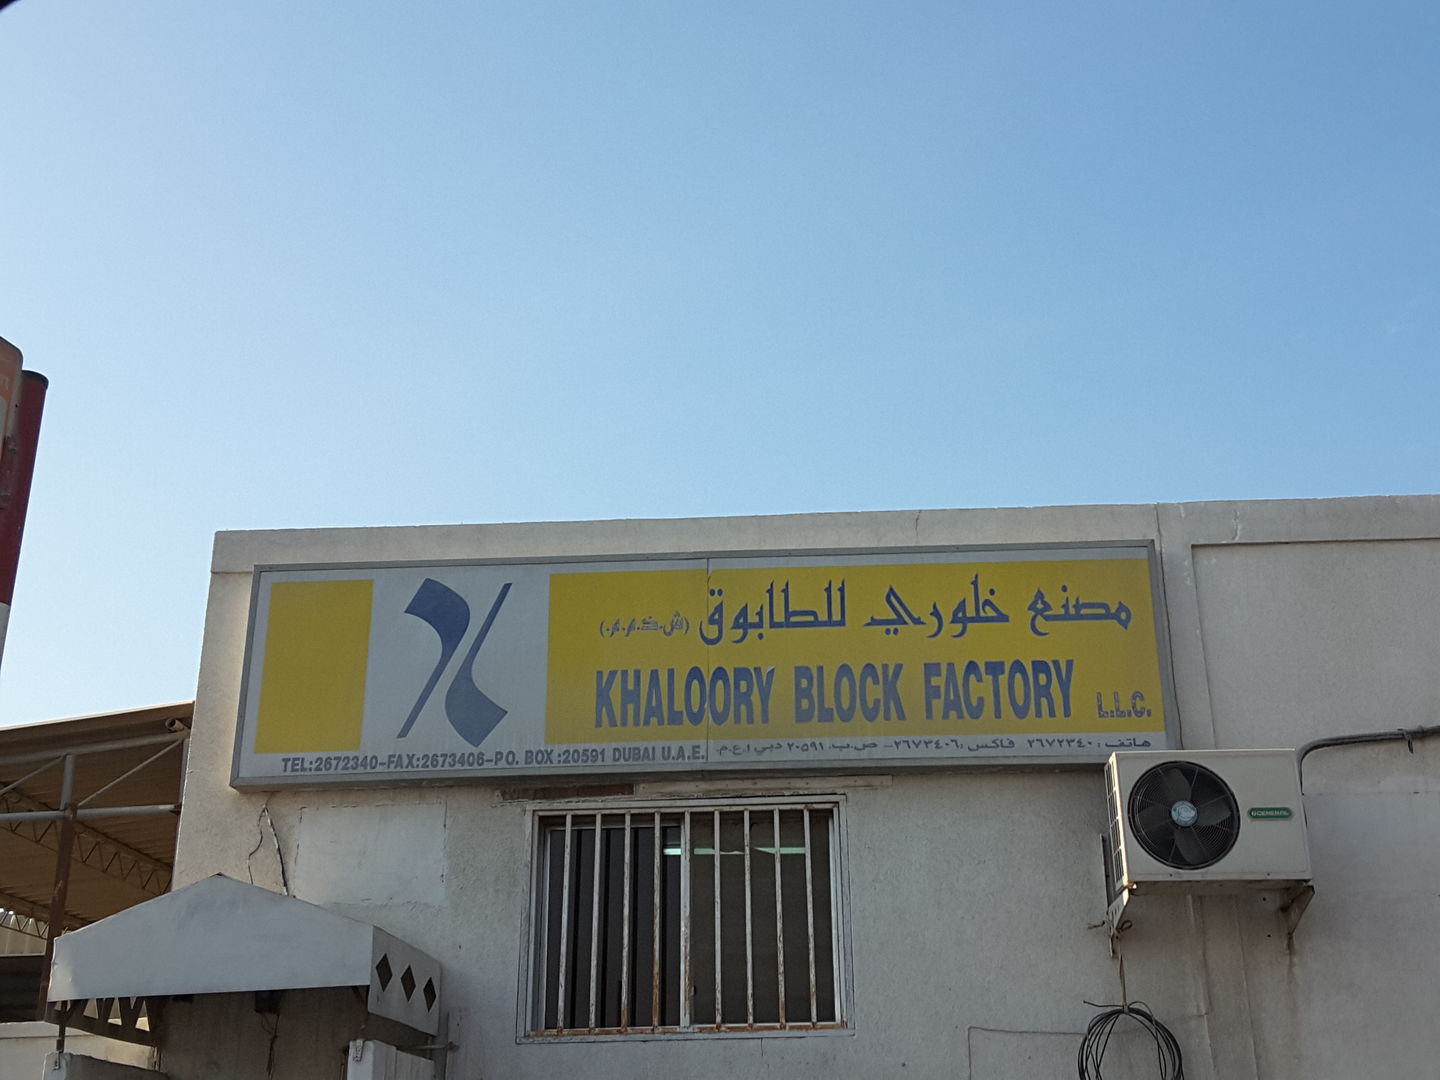 مصنع خلوري للطابوق (ش.ذ.م.م.)
KHALOORY BLOCK FACTORY L.L.C.
هاتف : ٢٦٧٢٣٤٠ فاكس : ٢٦٧٣٤٠٦ - ص.ب. ٢٠٥٩١ دبي ا.ع.م.
TEL:2672340-FAX:2673406-PO. BOX :20591 DUBAI U.A.E.
GENERAL